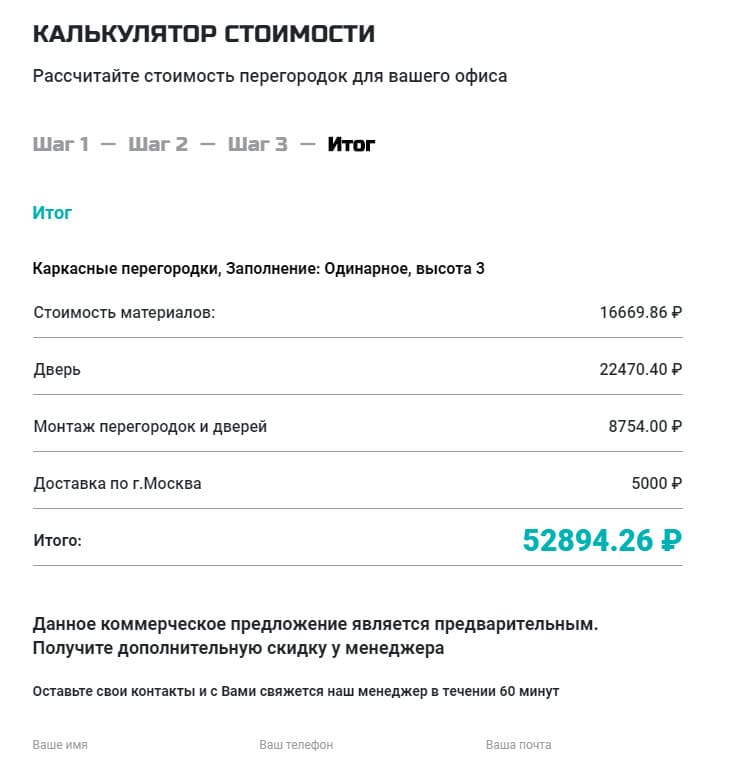 КАЛЬКУЛЯТОР СТОИМОСТИ
Рассчитайте стоимость перегородок для вашего офиса
Шаг 1 — Шаг 2 — Шаг 3 — Итог
Итог
Каркасные перегородки, Заполнение: Одинарное, высота 3
Стоимость материалов: 16669.86 ₽
Дверь 22470.40 ₽
Монтаж перегородок и дверей 8754.00 ₽
Доставка по г.Москва 5000 ₽
Итого: 52894.26 ₽
Данное коммерческое предложение является предварительным.
Получите дополнительную скидку у менеджера
Оставьте свои контакты и с Вами свяжется наш менеджер в течении 60 минут
Ваше имя Ваш телефон Ваша почта